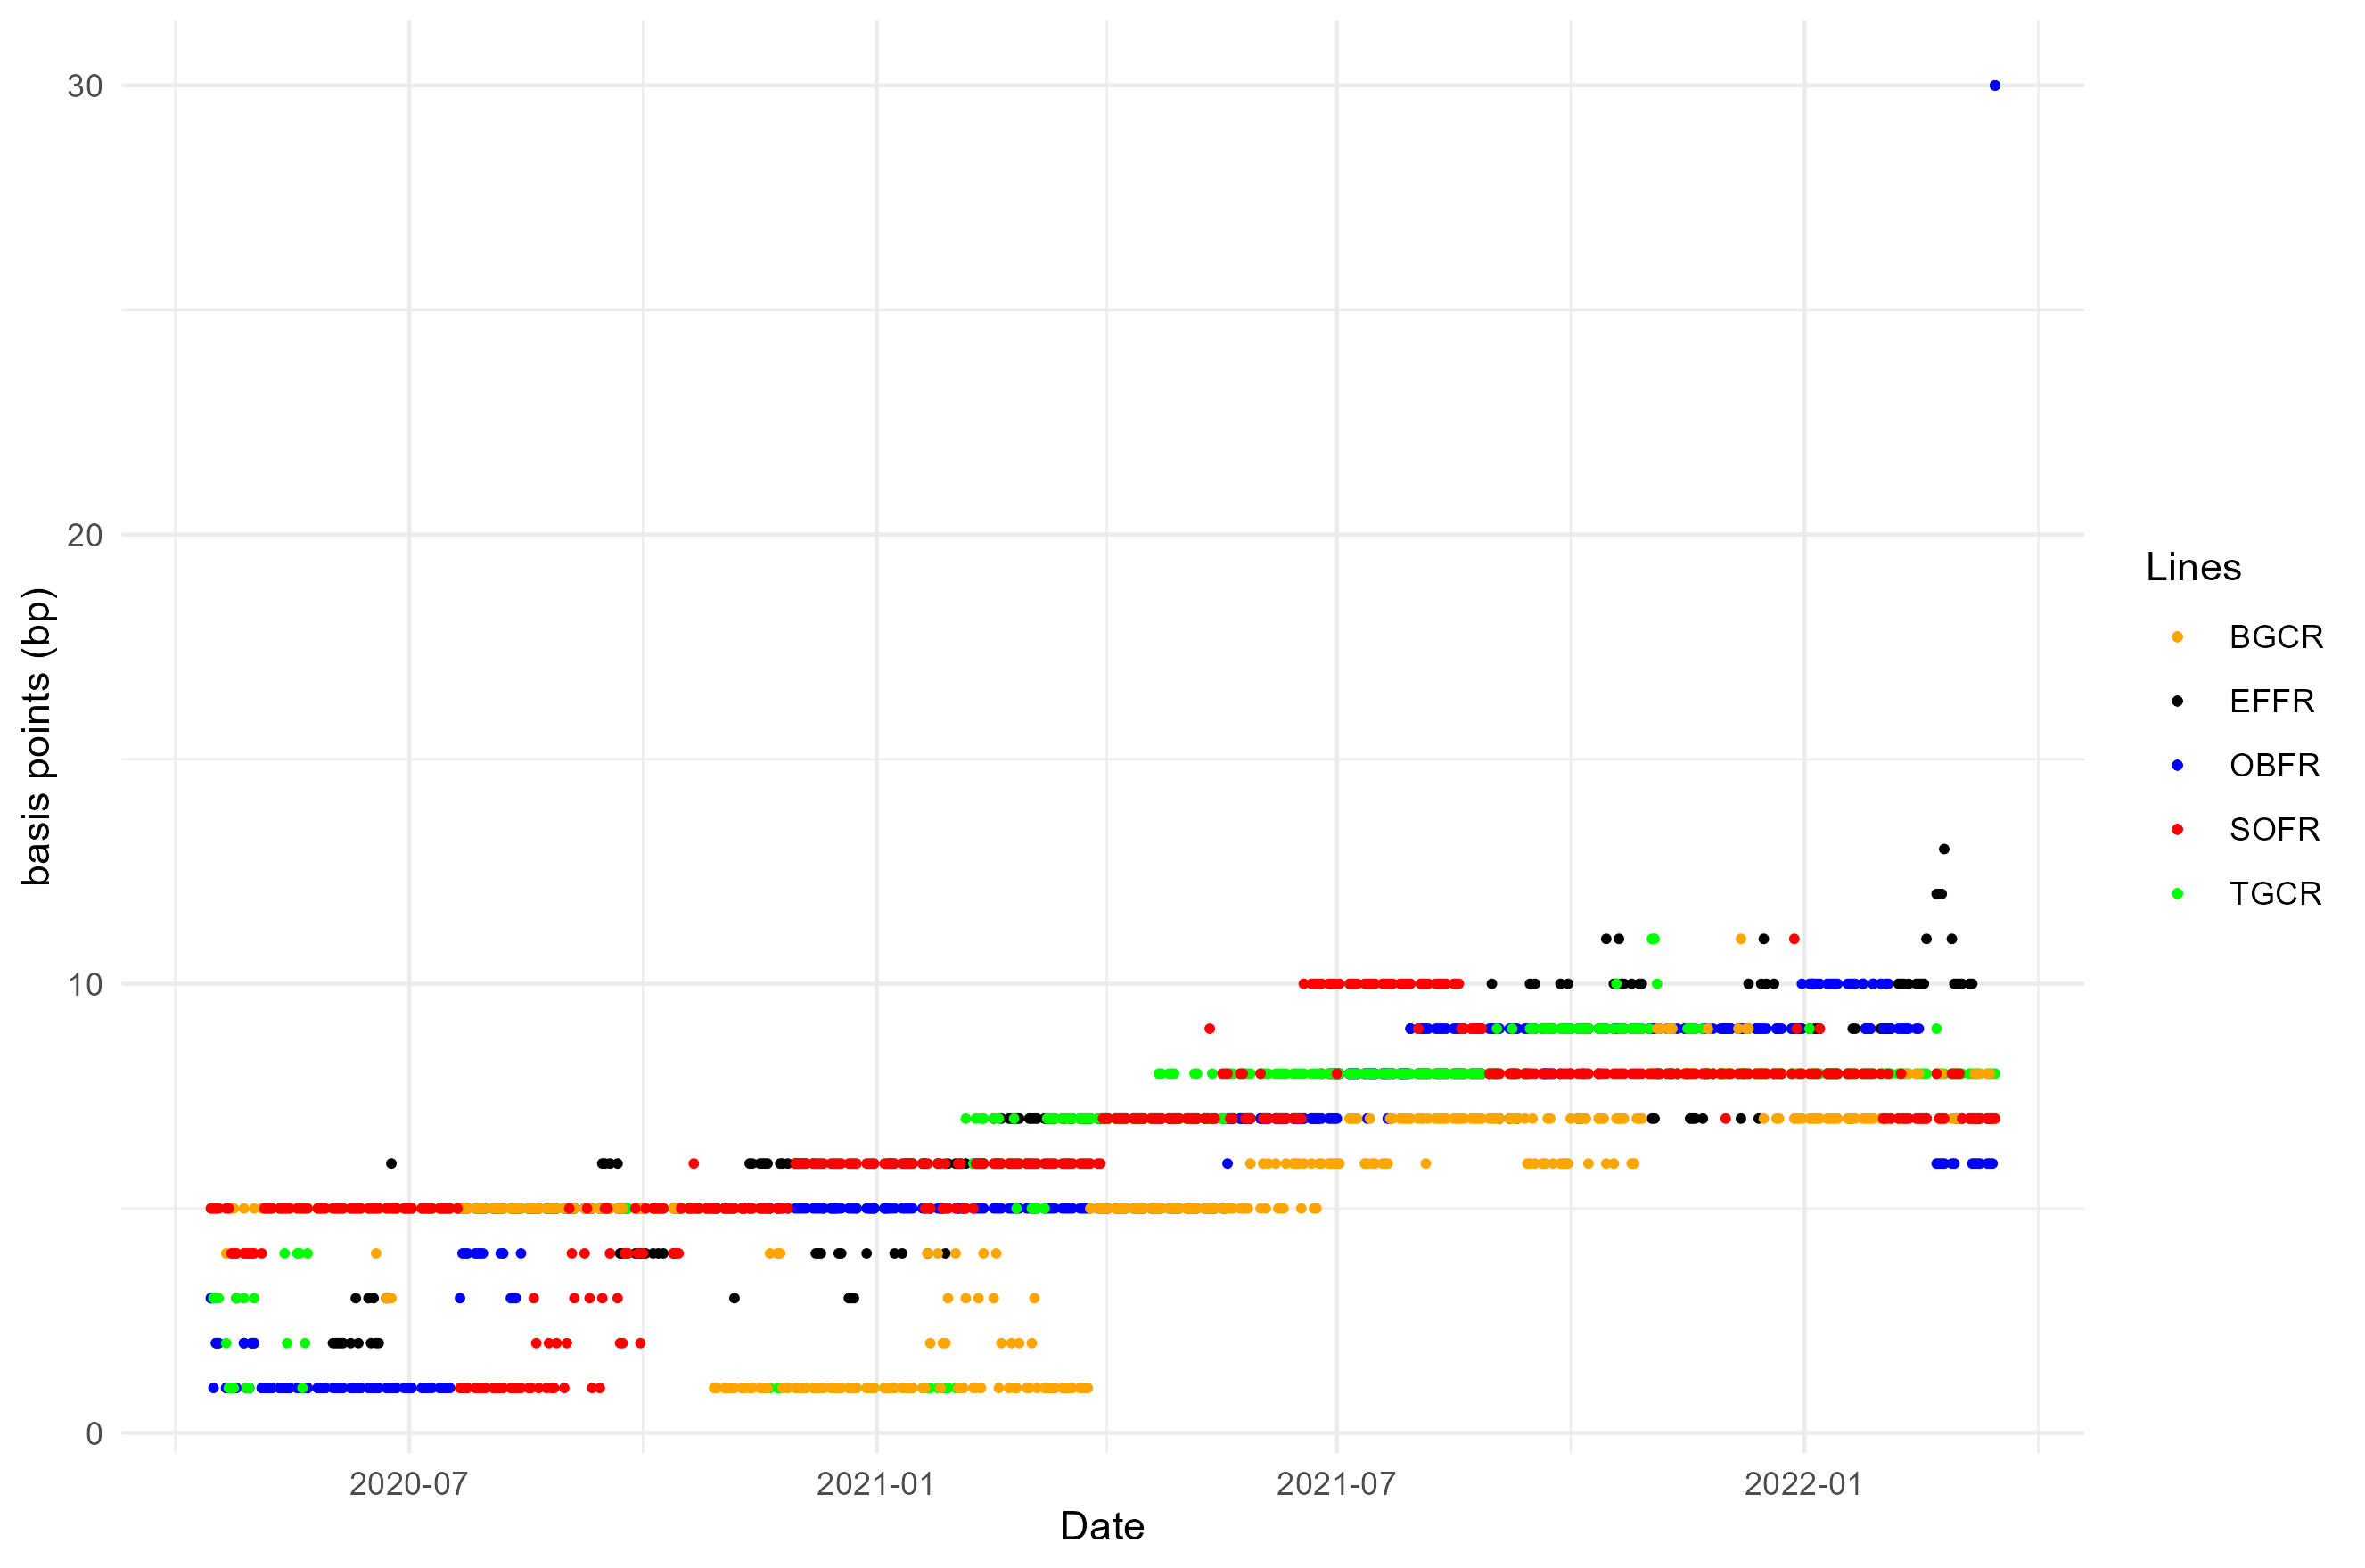 30
20
10
0
basis points (bp)
2020-07
2021-01
2021-07
2022-01
Date
Lines
BGCR
EFFR
OBFR
SOFR
TGCR